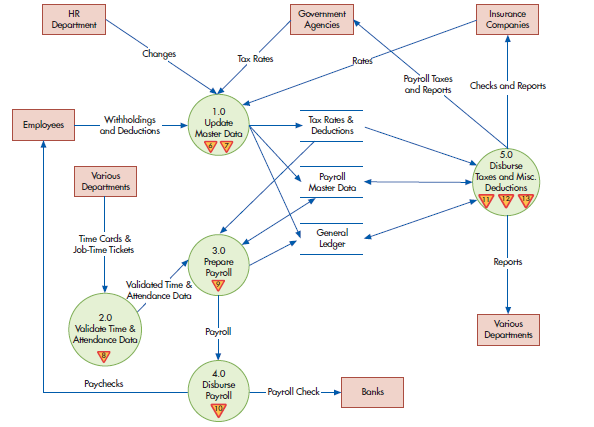 HR
Department
Government
Agencies
Insurance
Companies
Changes
Tax Rates
Rates
Payroll Taxes
and Reports
Checks and Reports
Employees
Withholdings
and Deductions
1.0
Update
Master Data
6 7
Tax Rates &
Deductions
Payroll
Master Data
General
Ledger
5.0
Disburse
Taxes and Misc.
Deductions
11 12 13
Various
Departments
Time Cards &
Job-Time Tickets
Validated Time &
Attendance Data
3.0
Prepare
Payroll
9
Reports
2.0
Validate Time &
Attendance Data
8
Payroll
Various
Departments
4.0
Disburse
Payroll
10
Paychecks
Payroll Check
Banks